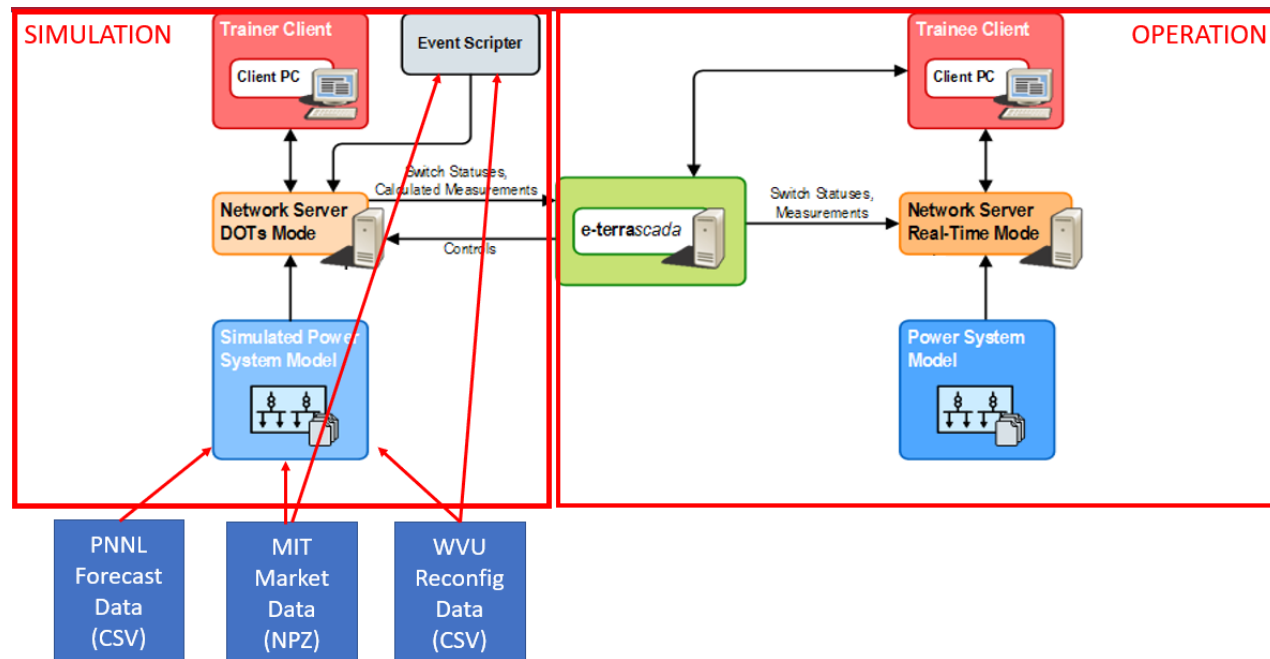 SIMULATION
Trainer Client
Client PC
Event Scripter
Trainee Client
Client PC
OPERATION
Switch Statuses,
Calculated Measurements
Network Server
DOTs Mode
e-terrascada
Controls
Switch Statuses,
Measurements
Network Server
Real-Time Mode
Simulated Power
System Model
Power System
Model
PNNL
Forecast
Data
(CSV)
MIT
Market
Data
(NPZ)
WVU
Reconfig
Data
(CSV)